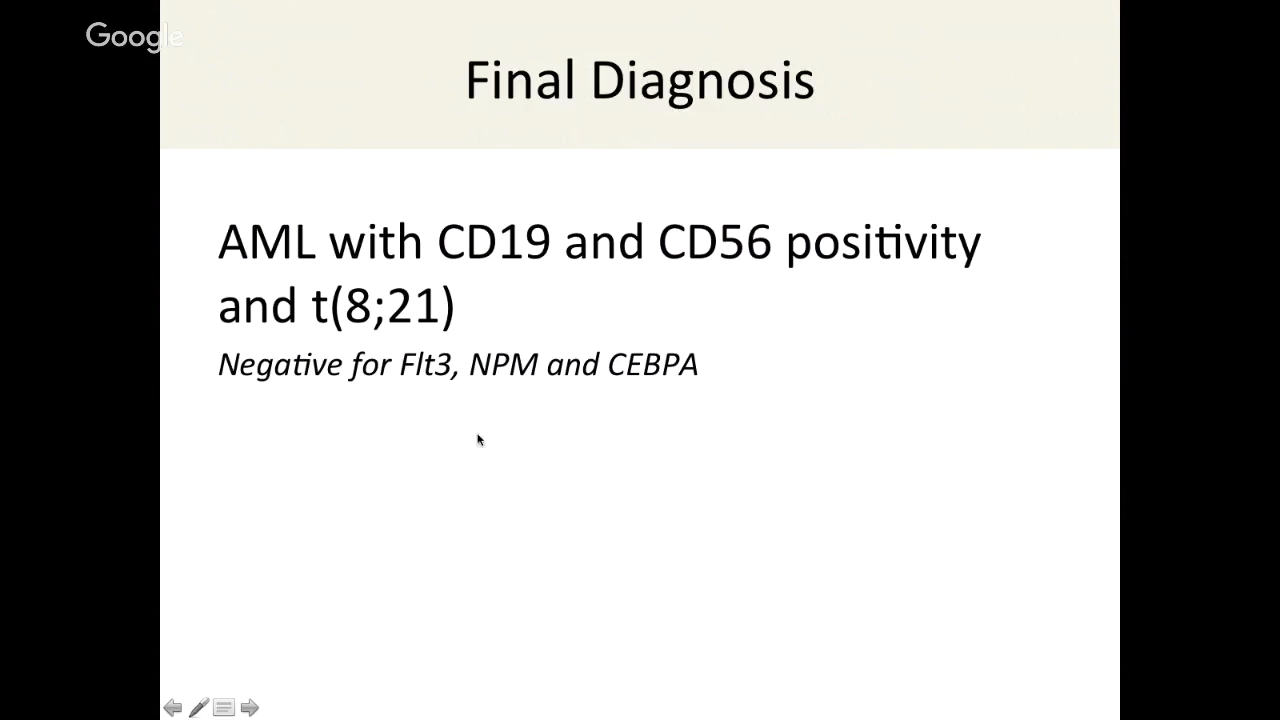 Google
Final Diagnosis
AML with CD19 and CD56 positivity
and t(8;21)
Negative for Flt3, NPM and CEBPA